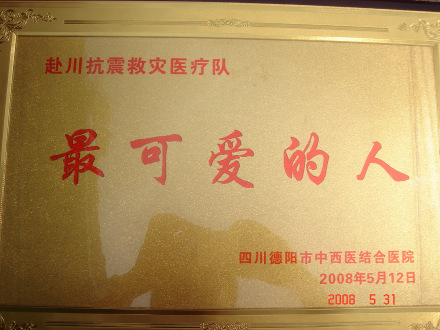 赴川抗震救灾医疗队
最可爱的人
四川德阳市中西医结合医院
2008年5月12日
2008 5 31